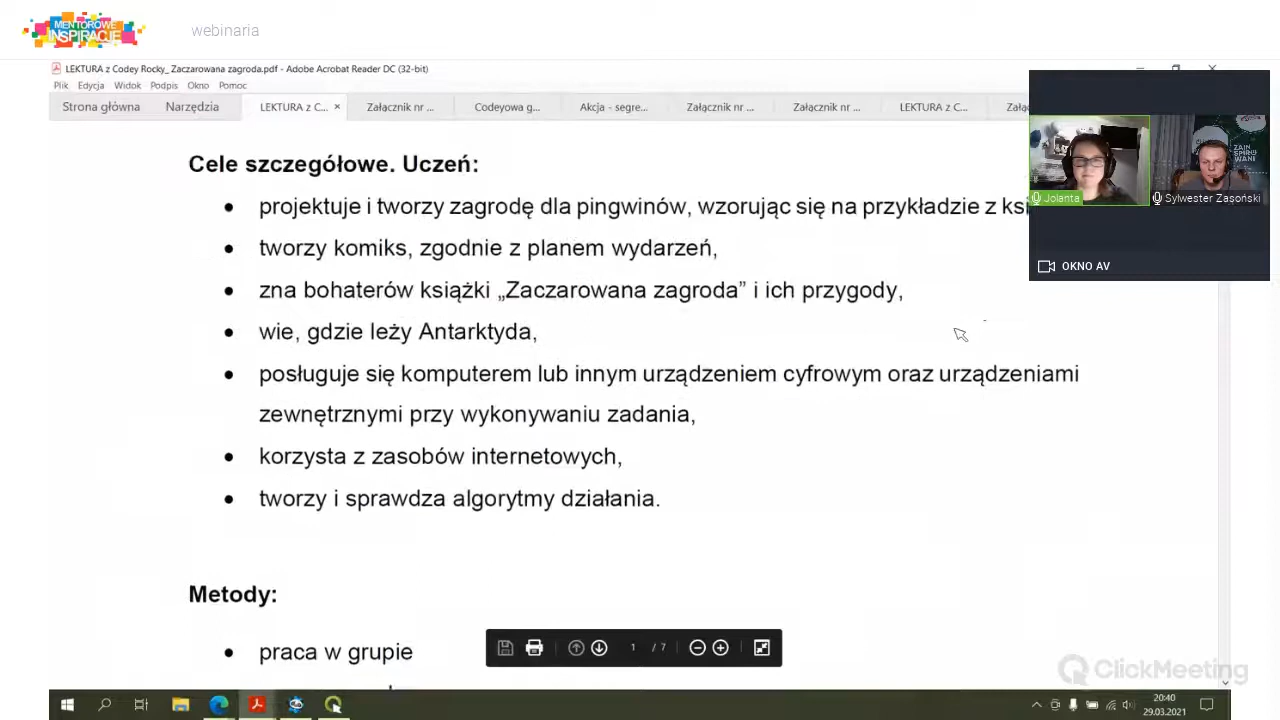 MENTOROWE
INSPIRACJE
webinaria
LEKTURA z Codey Rocky_ Zaczarowana zagroda.pdf - Adobe Acrobat Reader DC (32-bit)
Plik Edycja Widok Podpis Okno Pomoc
Strona główna Narzędzia LEKTURA z C... × Załącznik nr ... Codeyowa g... Akcja - segre... Załącznik nr ... Załącznik nr ... LEKTURA z C... Załą
Cele szczegółowe. Uczeń:
• projektuje i tworzy zagrodę dla pingwinów, wzorując się na przykładzie z ksi
• tworzy komiks, zgodnie z planem wydarzeń,
• zna bohaterów książki „Zaczarowana zagroda” i ich przygody,
• wie, gdzie leży Antarktyda,
• posługuje się komputerem lub innym urządzeniem cyfrowym oraz urządzeniami
zewnętrznymi przy wykonywaniu zadania,
• korzysta z zasobów internetowych,
• tworzy i sprawdza algorytmy działania.
Metody:
• praca w grupie
ZAIN
SPIRO
WANI
Jolanta
Sylwester Zasoński
OKNO AV
1 / 7
ClickMeeting
20:40
29.03.2021